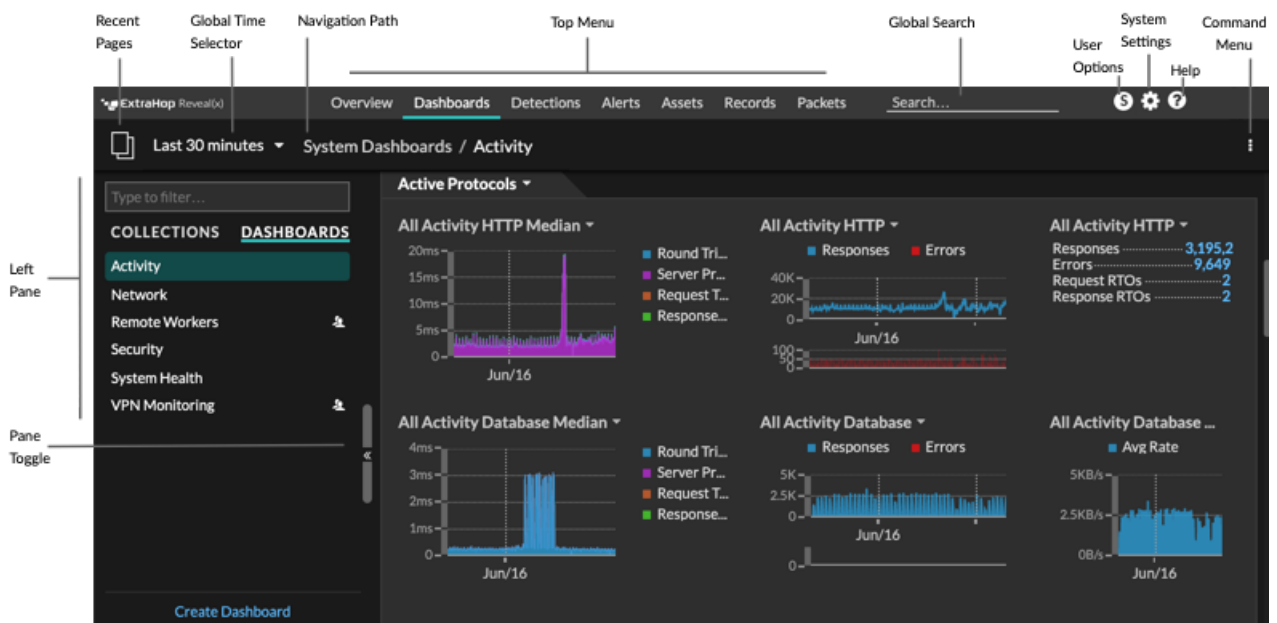 Recent Pages
Global Time Selector
Navigation Path
Top Menu
Global Search
User Options
System Settings
Help
Command Menu
ExtraHop Reveal(x)
Overview Dashboards Detections Alerts Assets Records Packets Search... S ?
Last 30 minutes System Dashboards / Activity
Left Pane
Pane Toggle
Type to filter...
COLLECTIONS DASHBOARDS
Activity
Network
Remote Workers
Security
System Health
VPN Monitoring
«
Create Dashboard
Active Protocols
All Activity HTTP Median
20ms
15ms
10ms
5ms
0
Jun/16
Round Tri...
Server Pr...
Request T...
Response...
All Activity HTTP
Responses Errors
40K
20K
0
Jun/16
100
50
0
All Activity HTTP
Responses 3,195,2
Errors 9,649
Request RTOs 2
Response RTOs 2
All Activity Database Median
4ms
3ms
2ms
1ms
0
Jun/16
Round Tri...
Server Pr...
Request T...
Response...
All Activity Database
Responses Errors
5K
2.5K
0
Jun/16
0
All Activity Database ...
Avg Rate
5KB/s
2.5KB/s
0B/s
Jun/16